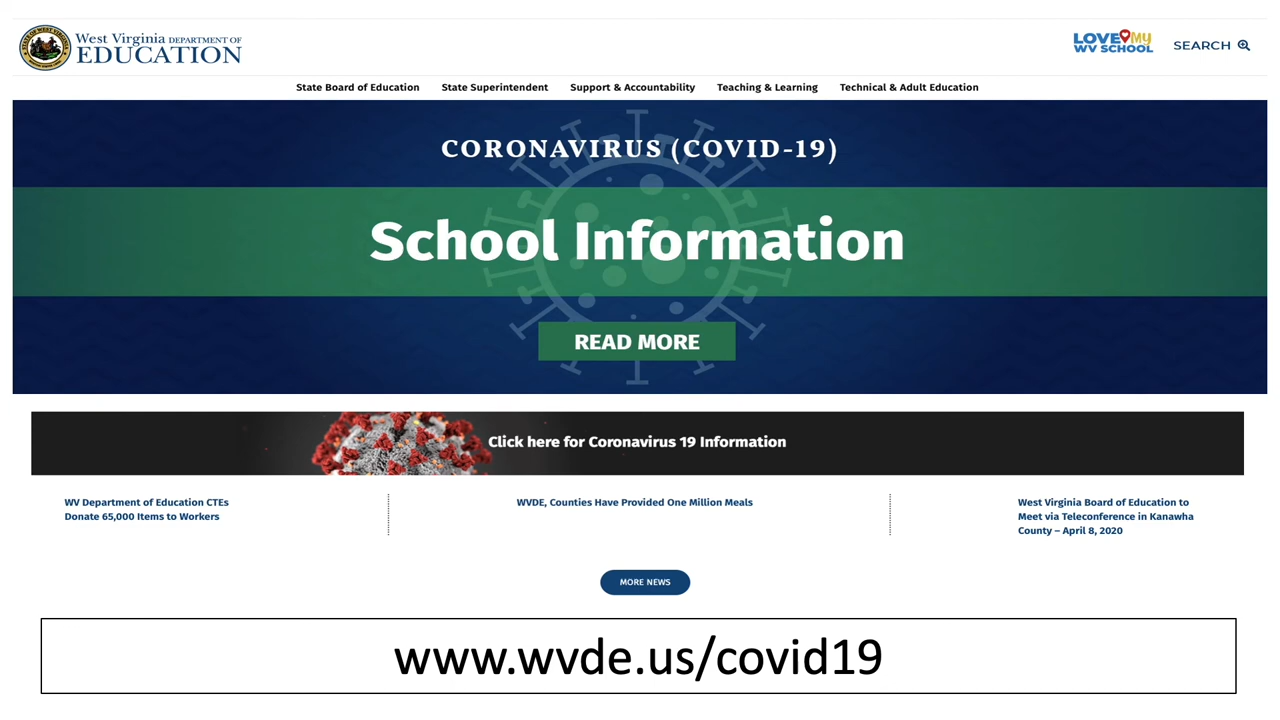 West Virginia DEPARTMENT OF
EDUCATION
LOVE My
WV SCHOOL
SEARCH
State Board of Education State Superintendent Support & Accountability Teaching & Learning Technical & Adult Education
CORONAVIRUS (COVID-19)
School Information
READ MORE
Click here for Coronavirus 19 Information
WV Department of Education CTEs
Donate 65,000 Items to Workers
WVDE, Counties Have Provided One Million Meals
West Virginia Board of Education to
Meet via Teleconference in Kanawha
County – April 8, 2020
MORE NEWS
www.wvde.us/covid19